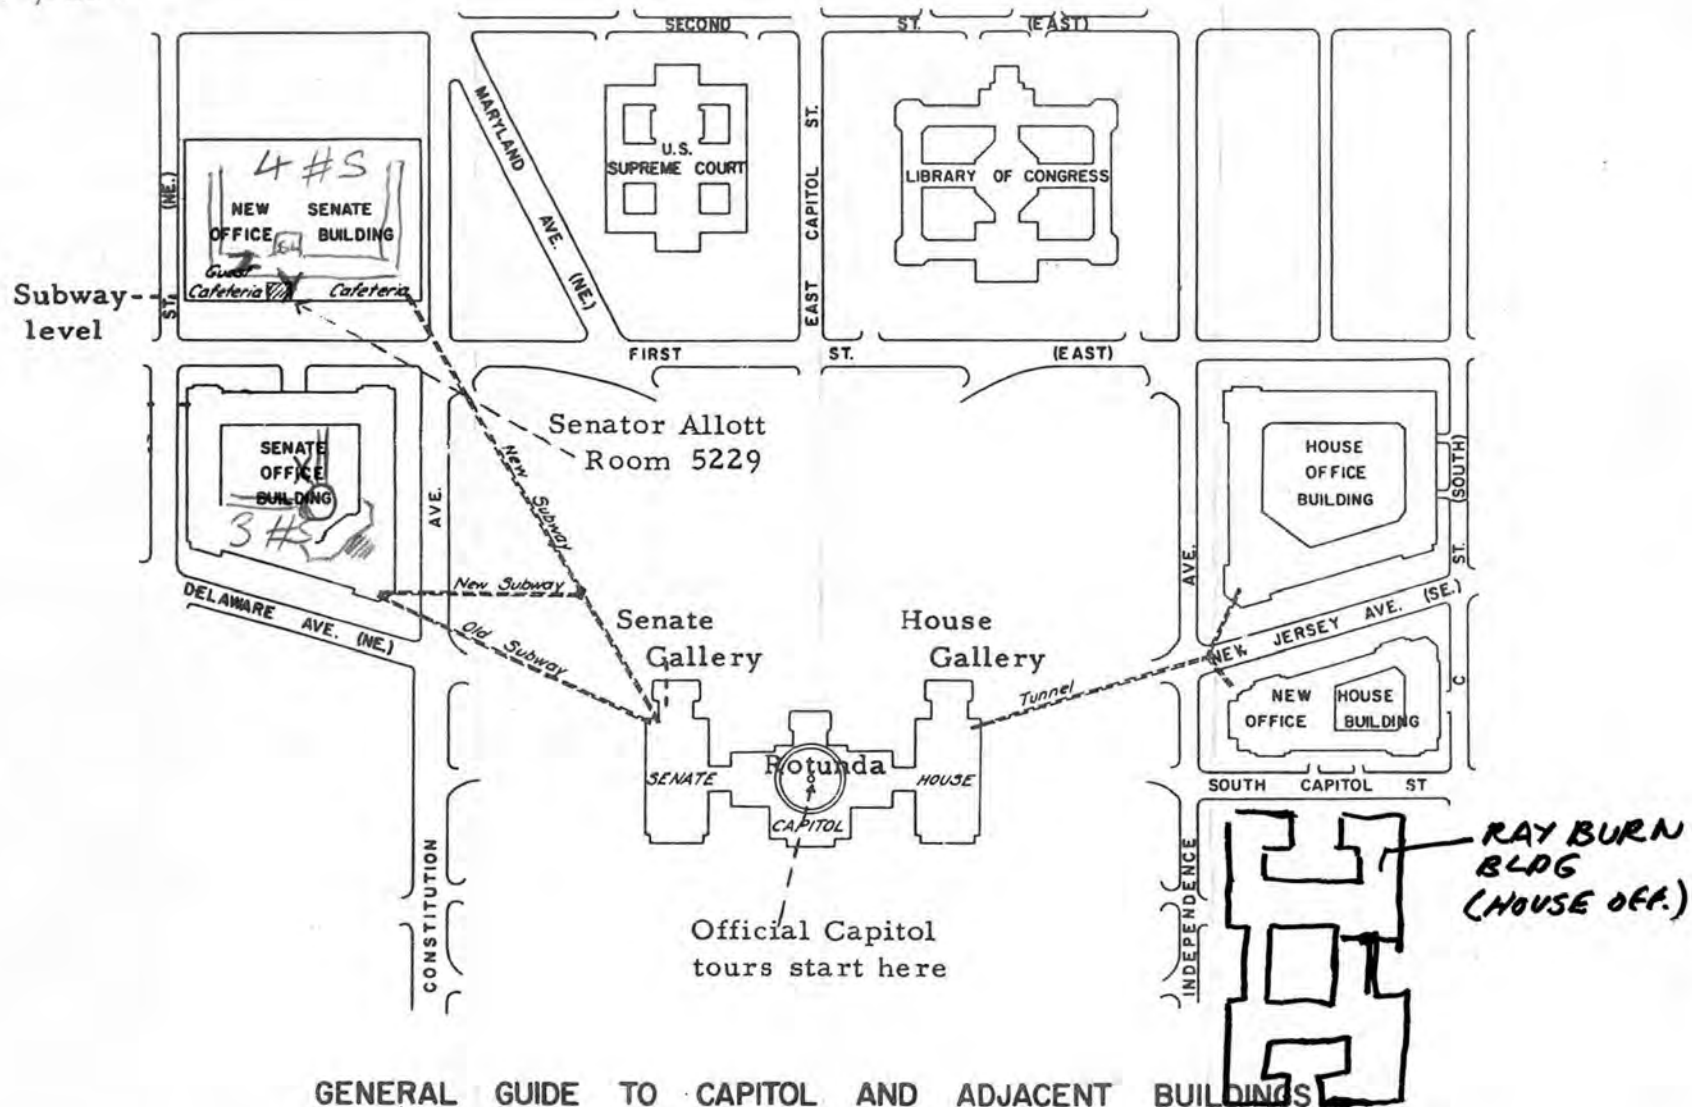 SECOND ST. (EAST)
MARYLAND AVE. (NE.)
U.S.
SUPREME COURT
EAST CAPITOL ST.
LIBRARY OF CONGRESS
ST. (NE.)
4 #S
NEW SENATE
OFFICE BUILDING
Guest
Cafeteria
Cafeteria
Subway
level
FIRST ST. (EAST)
Senator Allott
Room 5229
SENATE
OFFICE
BUILDING
3 #S
New Subway
New Subway
Old Subway
DELAWARE AVE. (NE.)
CONSTITUTION AVE.
Senate
Gallery
House
Gallery
Tunnel
SENATE
Rotunda
CAPITOL
HOUSE
Official Capitol
tours start here
HOUSE
OFFICE
BUILDING
C ST. (SOUTH)
NEW JERSEY AVE. (SE.)
NEW HOUSE
OFFICE BUILDING
SOUTH CAPITOL ST
INDEPENDENCE AVE.
RAY BURN
BLDG
(HOUSE OFF.)
GENERAL GUIDE TO CAPITOL AND ADJACENT BUILDINGS